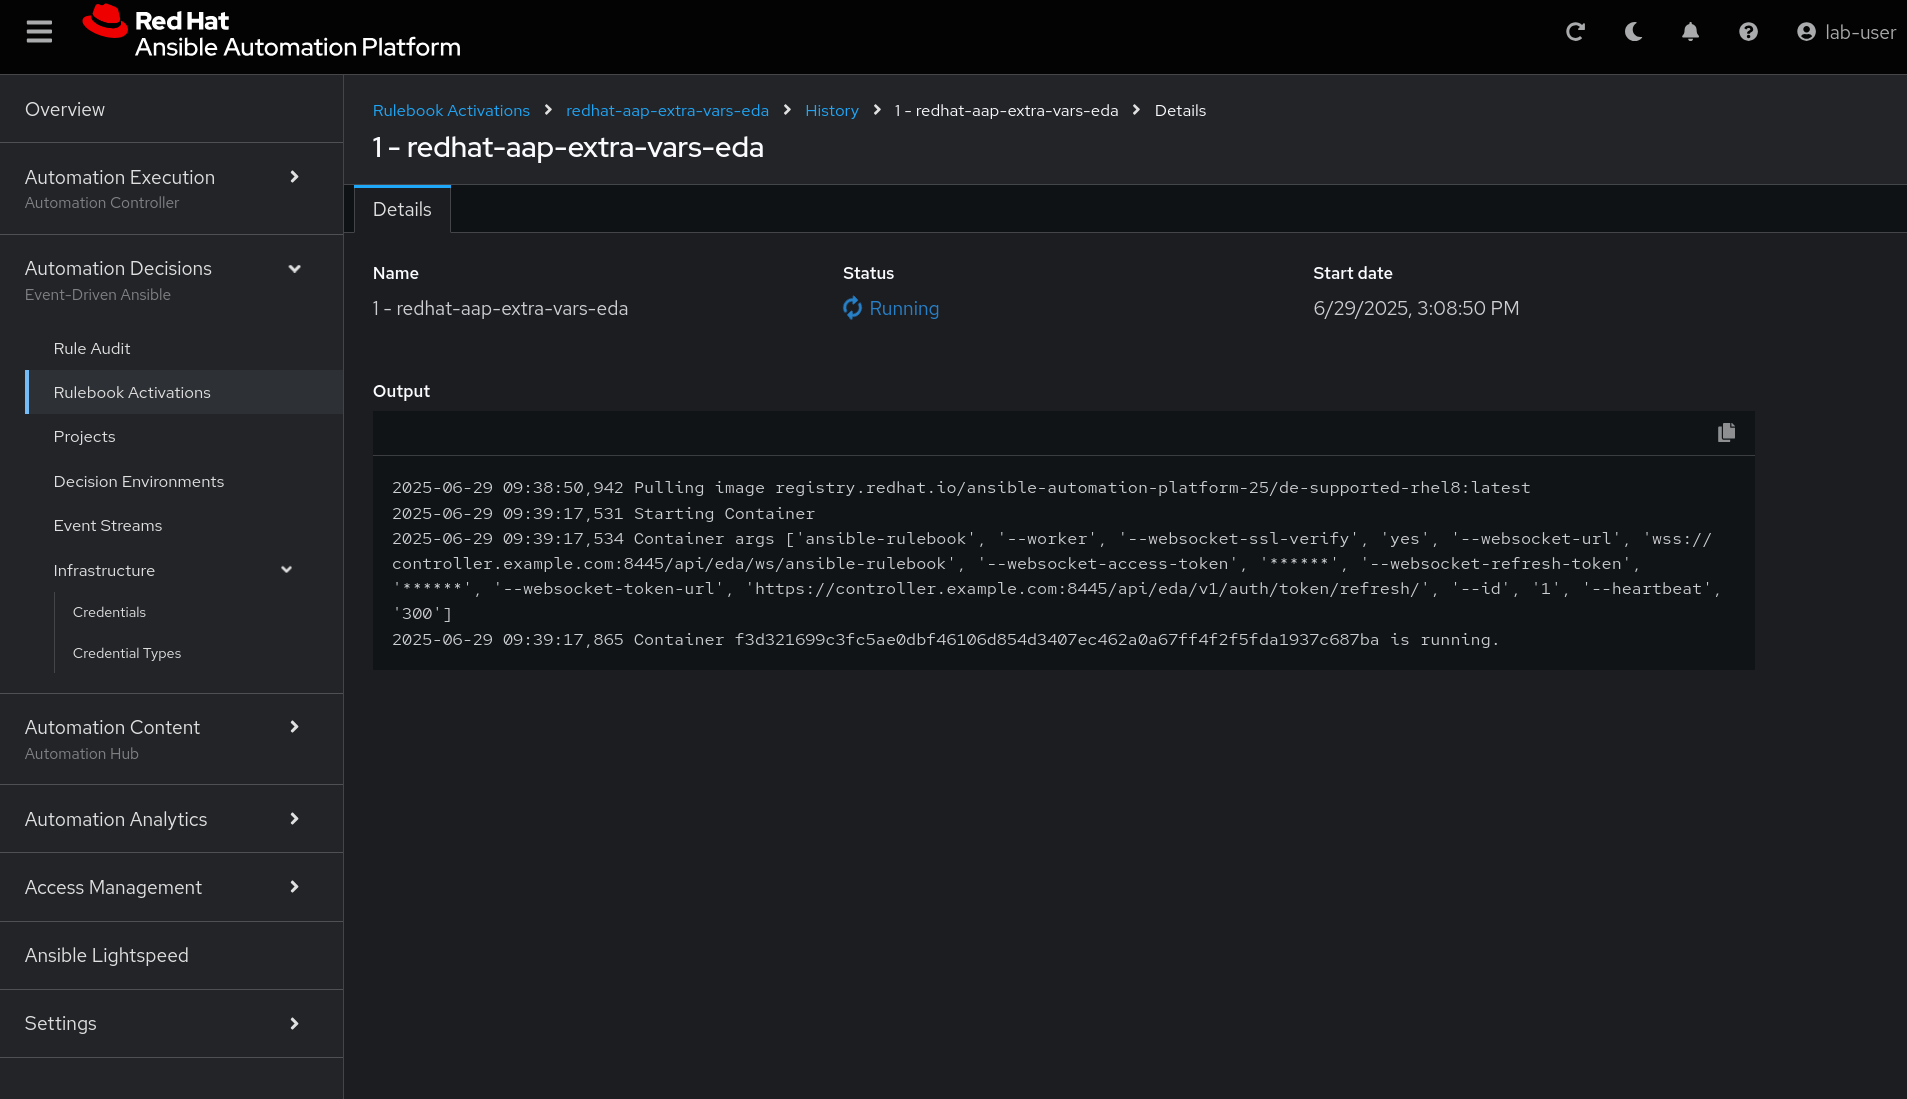 Red Hat
Ansible Automation Platform
lab-user
Overview
Automation Execution
Automation Controller
Automation Decisions
Event-Driven Ansible
Rule Audit
Rulebook Activations
Projects
Decision Environments
Event Streams
Infrastructure
Credentials
Credential Types
Automation Content
Automation Hub
Automation Analytics
Access Management
Ansible Lightspeed
Settings
Rulebook Activations > redhat-aap-extra-vars-eda > History > 1 - redhat-aap-extra-vars-eda > Details
1 - redhat-aap-extra-vars-eda
Details
Name Status Start date
1 - redhat-aap-extra-vars-eda Running 6/29/2025, 3:08:50 PM
Output
2025-06-29 09:38:50,942 Pulling image registry.redhat.io/ansible-automation-platform-25/de-supported-rhel8:latest
2025-06-29 09:39:17,531 Starting Container
2025-06-29 09:39:17,534 Container args ['ansible-rulebook', '--worker', '--websocket-ssl-verify', 'yes', '--websocket-url', 'wss://
controller.example.com:8445/api/eda/ws/ansible-rulebook', '--websocket-access-token', '******', '--websocket-refresh-token',
'******', '--websocket-token-url', 'https://controller.example.com:8445/api/eda/v1/auth/token/refresh/', '--id', '1', '--heartbeat',
'300']
2025-06-29 09:39:17,865 Container f3d321699c3fc5ae0dbf46106d854d3407ec462a0a67ff4f2f5fda1937c687ba is running.